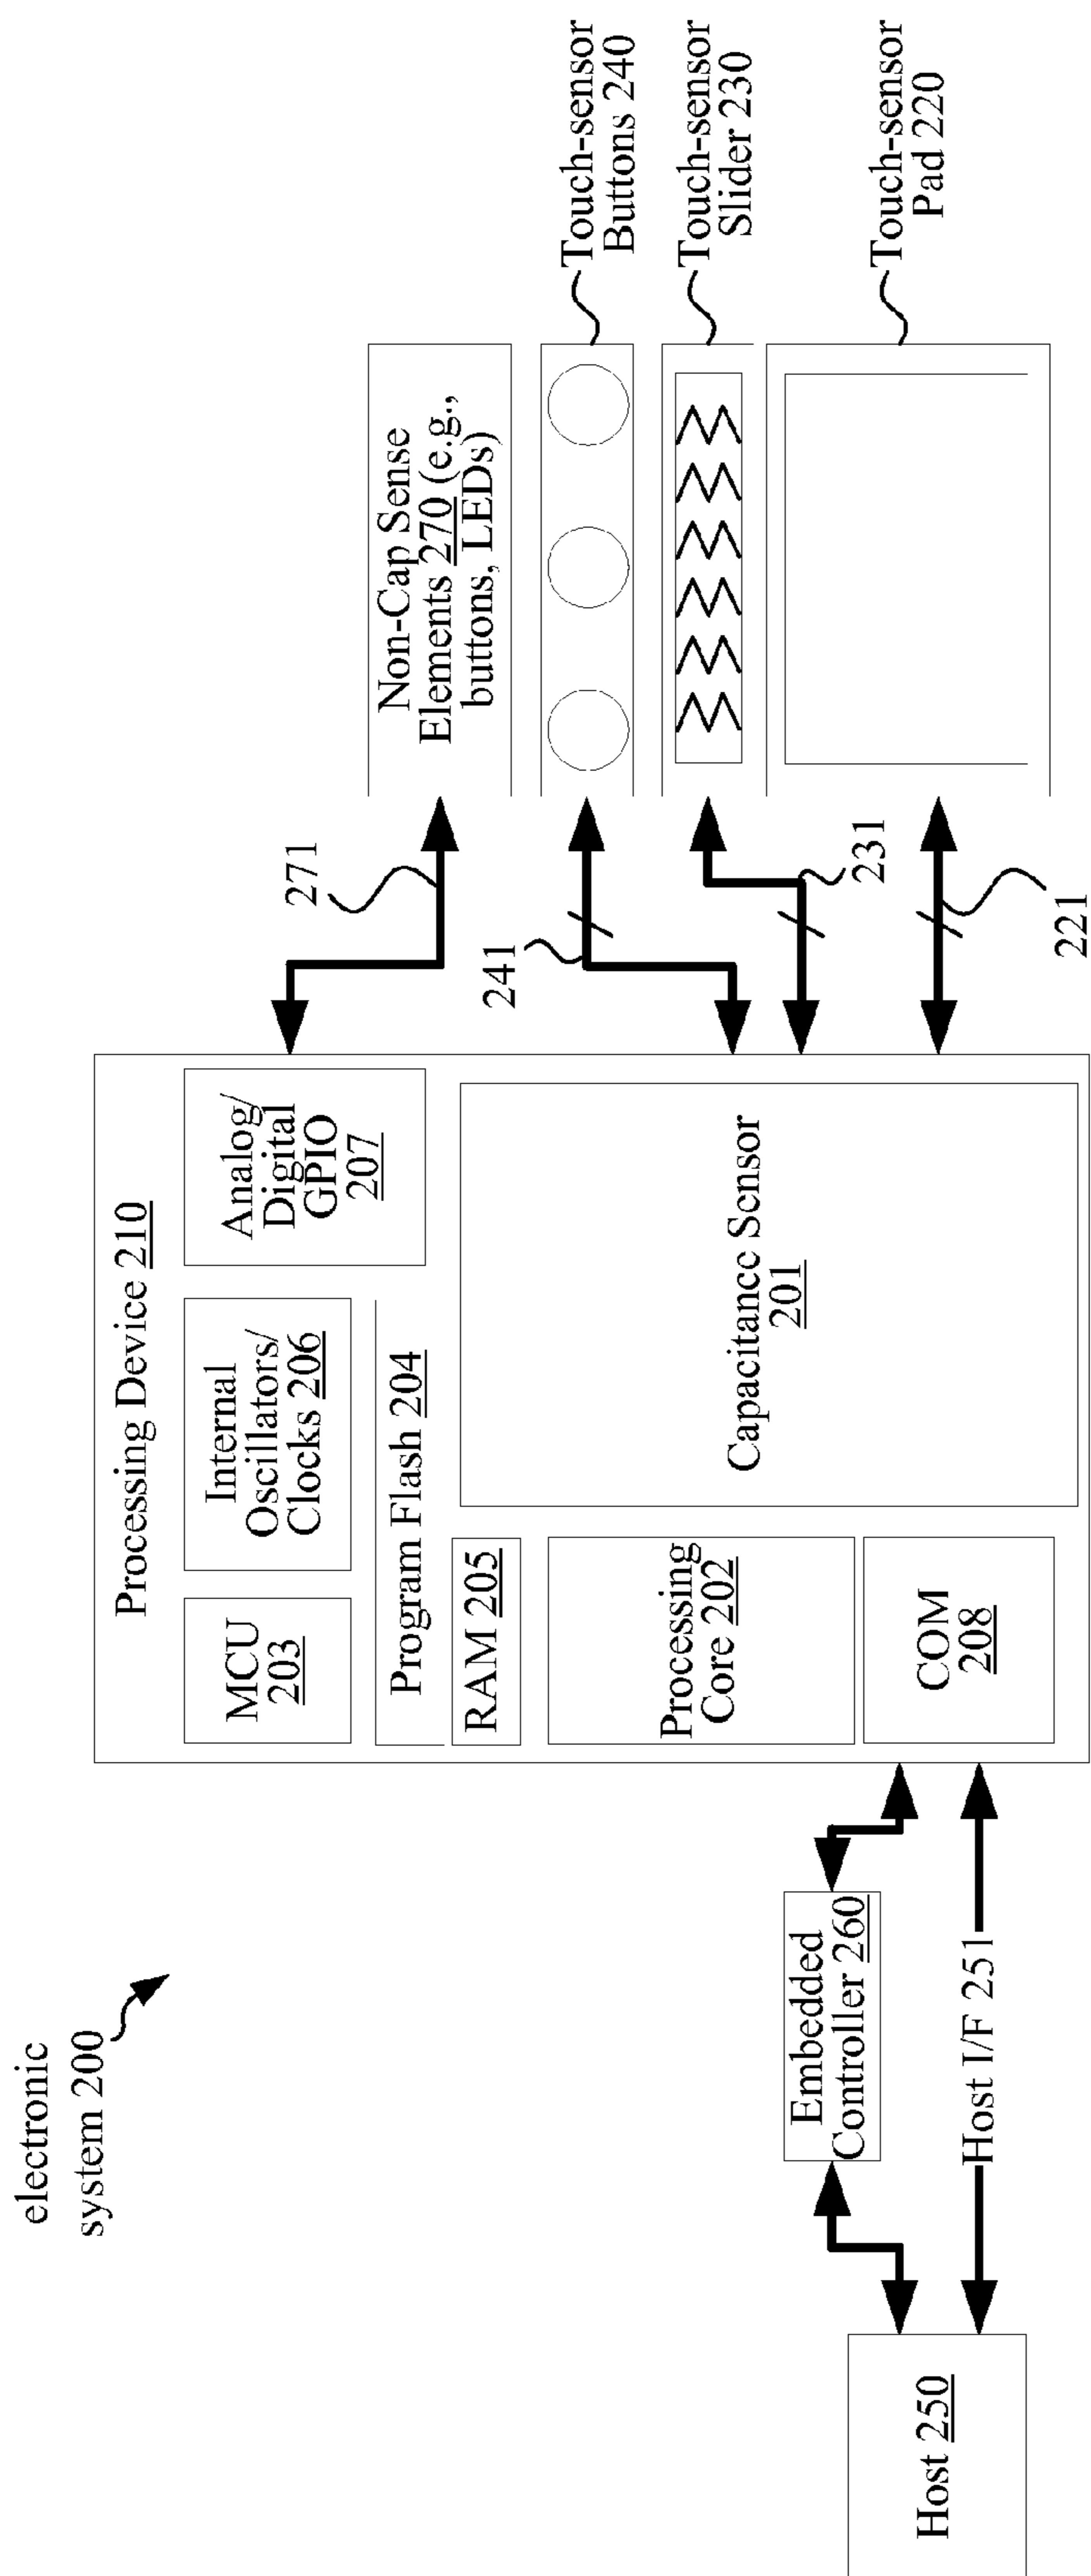 electronic
system 200
Processing Device 210
MCU
203
Internal
Oscillators/
Clocks 206
Analog/
Digital
GPIO
207
Program Flash 204
RAM 205
Processing
Core 202
COM
208
Capacitance Sensor
201
Host 250
Embedded
Controller 260
Host I/F 251
271
241
231
221
Non-Cap Sense
Elements 270 (e.g.,
buttons, LEDs)
Touch-sensor
Buttons 240
Touch-sensor
Slider 230
Touch-sensor
Pad 220